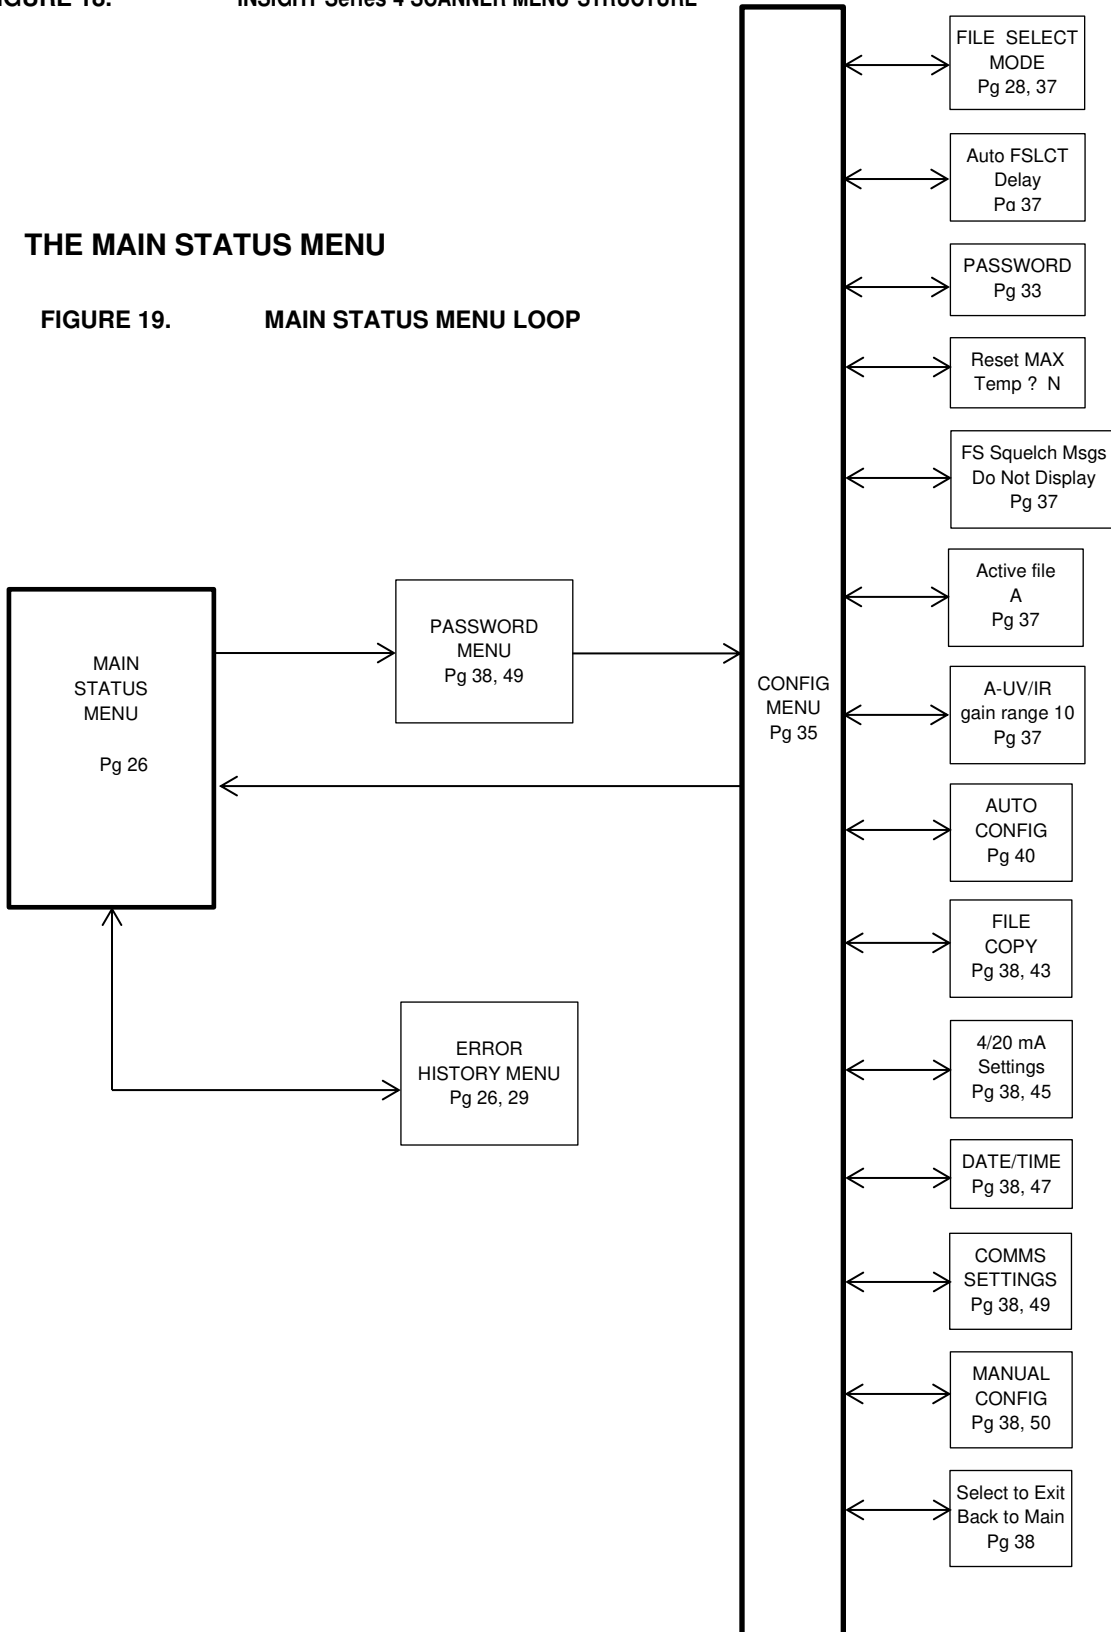 IGURE 18. INSIGHT Series 4 SCANNER MENU STRUCTURE
THE MAIN STATUS MENU
FIGURE 19. MAIN STATUS MENU LOOP
MAIN
STATUS
MENU
Pg 26
PASSWORD
MENU
Pg 38, 49
ERROR
HISTORY MENU
Pg 26, 29
CONFIG
MENU
Pg 35
FILE SELECT
MODE
Pg 28, 37
Auto FSLCT
Delay
Pg 37
PASSWORD
Pg 33
Reset MAX
Temp ? N
FS Squelch Msgs
Do Not Display
Pg 37
Active file
A
Pg 37
A-UV/IR
gain range 10
Pg 37
AUTO
CONFIG
Pg 40
FILE
COPY
Pg 38, 43
4/20 mA
Settings
Pg 38, 45
DATE/TIME
Pg 38, 47
COMMS
SETTINGS
Pg 38, 49
MANUAL
CONFIG
Pg 38, 50
Select to Exit
Back to Main
Pg 38